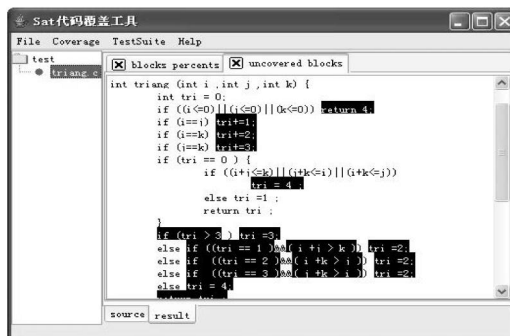 Sat代码覆盖工具
File Coverage TestSuite Help
test
triang c
blocks percents
uncovered blocks
int triang (int i ,int j ,int k) {
int tri = 0;
if ((i<=0)||(j<=0)||(k<=0)) return 4;
if (i==j) tri+=1;
if (i==k) tri+=2;
if (j==k) tri+=3;
if (tri == 0 ) {
if ((i+j<=k)||(j+k<=i)||(i+k<=j))
tri = 4 ;
else tri =1 ;
return tri ;
}
if (tri > 3 ) tri =3;
else if ((tri == 1 )&&( i +j > k )) tri =2;
else if ((tri == 2 )&&( i +k > j )) tri =2;
else if ((tri == 3 )&&( j +k > i )) tri =2;
else tri = 4;
return tri
source result